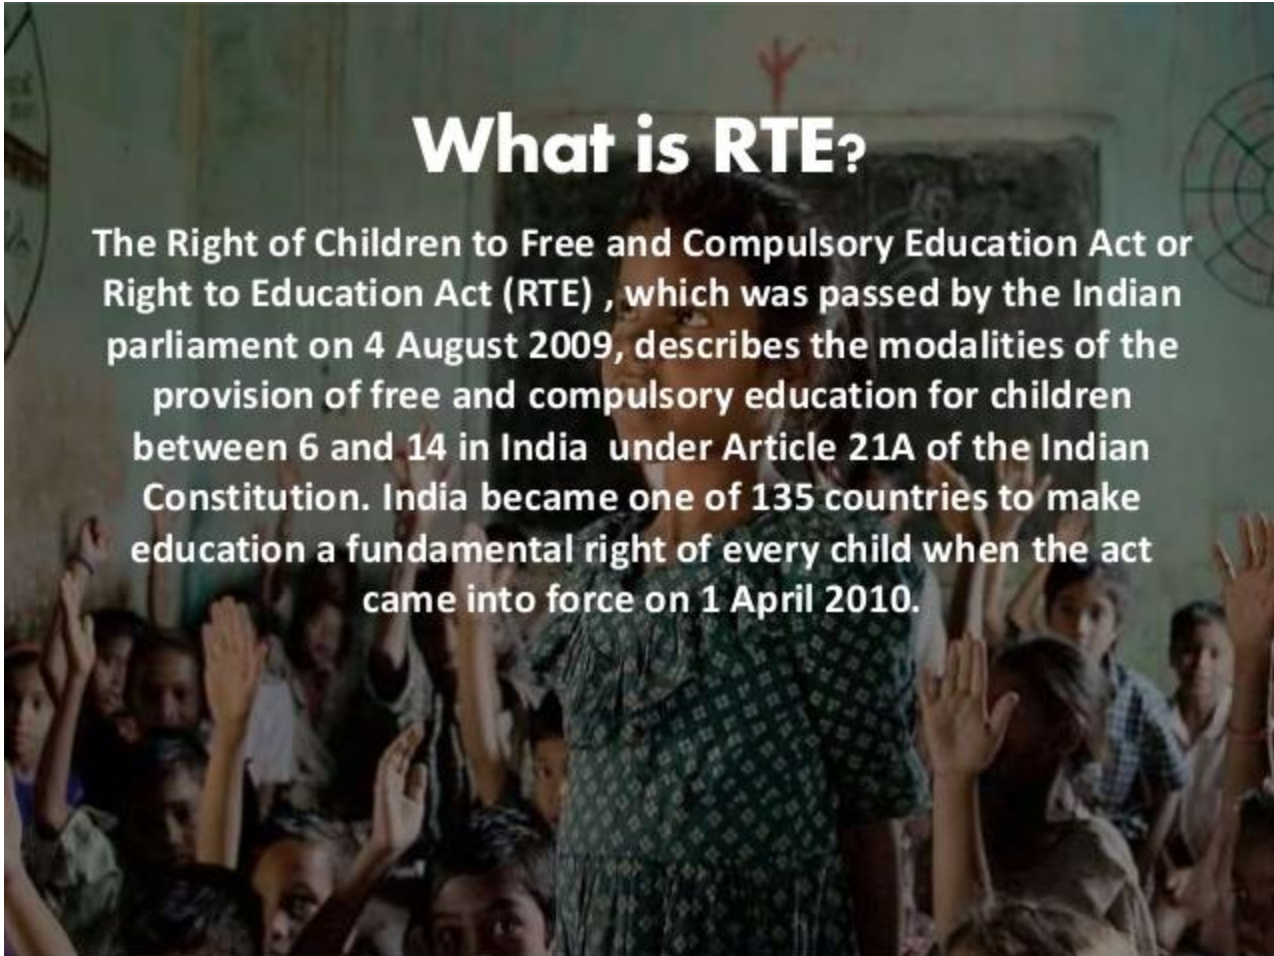 What is RTE?
The Right of Children to Free and Compulsory Education Act or
Right to Education Act (RTE) , which was passed by the Indian
parliament on 4 August 2009, describes the modalities of the
provision of free and compulsory education for children
between 6 and 14 in India  under Article 21A of the Indian
Constitution. India became one of 135 countries to make
education a fundamental right of every child when the act
came into force on 1 April 2010.